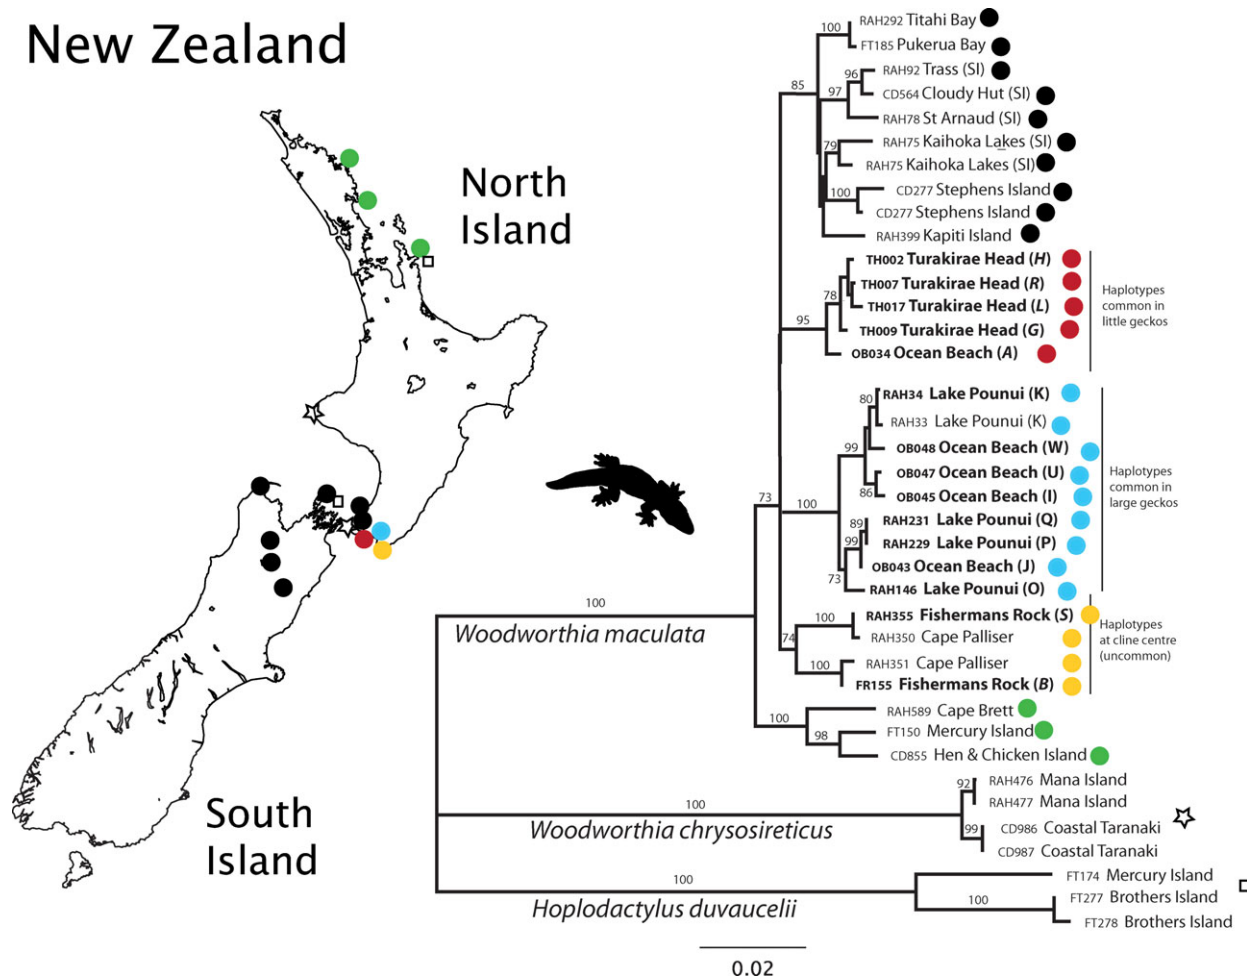 New Zealand
North
Island
South
Island
100
RAH292 Titahi Bay
FT185 Pukerua Bay
96
RAH92 Trass (SI)
85
97
CD564 Cloudy Hut (SI)
RAH78 St Arnaud (SI)
79
RAH75 Kaihoka Lakes (SI)
RAH75 Kaihoka Lakes (SI)
100
CD277 Stephens Island
CD277 Stephens Island
RAH399 Kapiti Island
TH002 Turakirae Head (H)
78
TH007 Turakirae Head (R)
TH017 Turakirae Head (L)
95
TH009 Turakirae Head (G)
OB034 Ocean Beach (A)
Haplotypes
common in
little geckos
80
RAH34 Lake Pounui (K)
RAH33 Lake Pounui (K)
99
OB048 Ocean Beach (W)
OB047 Ocean Beach (U)
86
OB045 Ocean Beach (I)
73
100
89
RAH231 Lake Pounui (Q)
99
RAH229 Lake Pounui (P)
OB043 Ocean Beach (J)
73
RAH146 Lake Pounui (O)
Haplotypes
common in
large geckos
100
Woodworthia maculata
100
RAH355 Fishermans Rock (S)
74
RAH350 Cape Palliser
100
RAH351 Cape Palliser
FR155 Fishermans Rock (B)
Haplotypes
at cline centre
(uncommon)
100
RAH589 Cape Brett
98
FT150 Mercury Island
CD855 Hen & Chicken Island
100
Woodworthia chrysosireticus
92
RAH476 Mana Island
RAH477 Mana Island
99
CD986 Coastal Taranaki
CD987 Coastal Taranaki
100
Hoplodactylus duvaucelii
FT174 Mercury Island
100
FT277 Brothers Island
FT278 Brothers Island
0.02